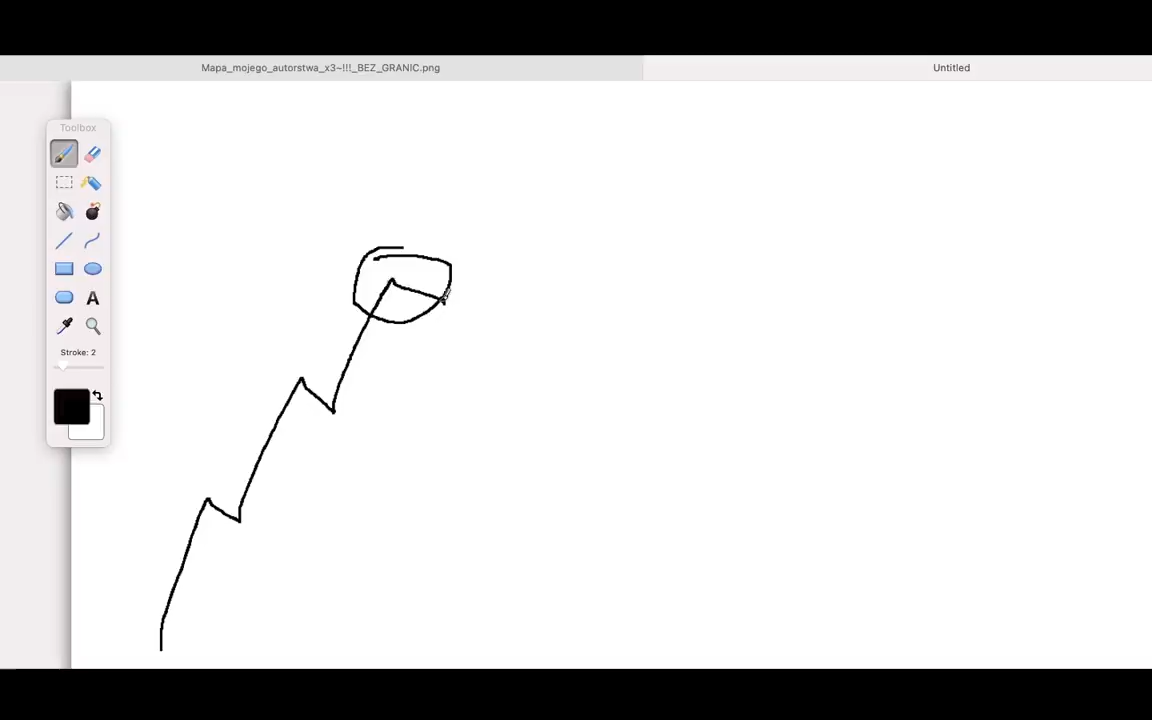 Mapa_mojego_autorstwa_x3~!!!_BEZ_GRANIC.png
Untitled
Toolbox
A
Stroke: 2